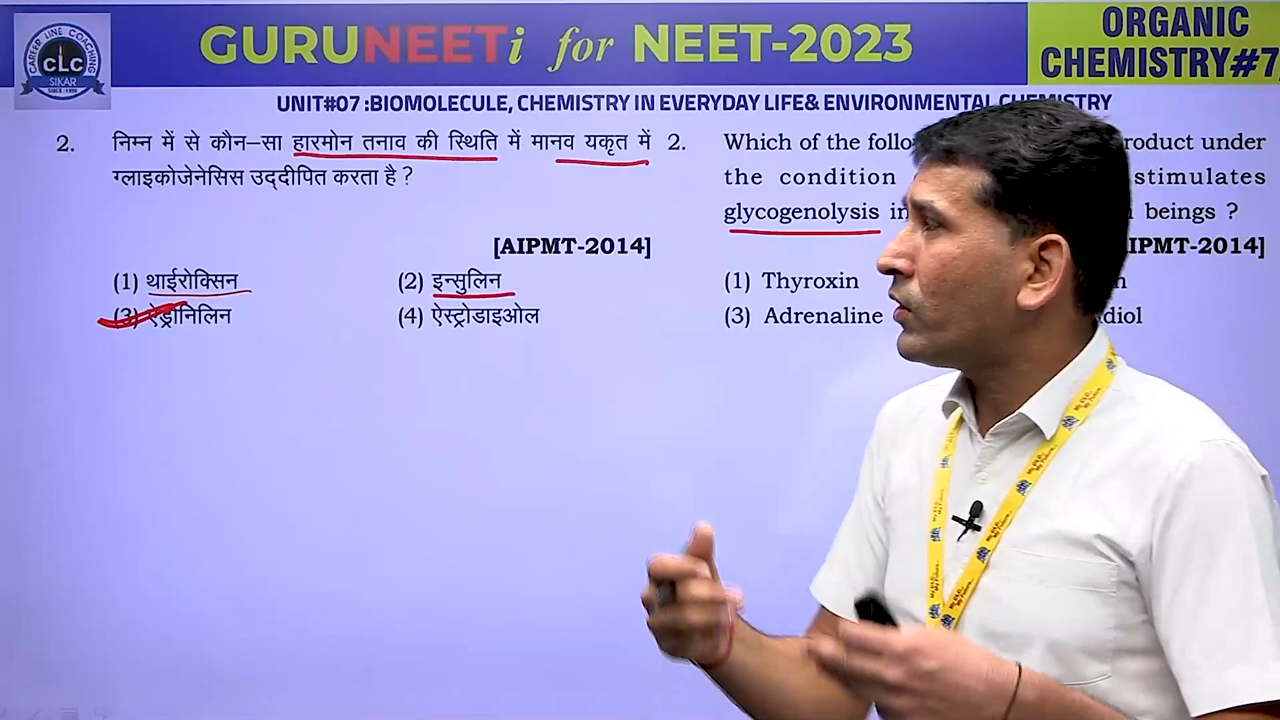 CAREER LINE COACHING
CLC
SIKAR
SINCE : 1996
GURUNEETi for NEET-2023
ORGANIC
CHEMISTRY#7
UNIT#07 :BIOMOLECULE, CHEMISTRY IN EVERYDAY LIFE& ENVIRONMENTAL CHEMISTRY
2. निम्न में से कौन–सा हारमोन तनाव की स्थिति में मानव यकृत में
ग्लाइकोजेनेसिस उद्दीपित करता है ?
[AIPMT-2014]
(1) थाईरोक्सिन (2) इन्सुलिन
(3) ऐड्रीनिलिन (4) ऐस्ट्रोडाइओल
2. Which of the follo roduct under
the condition stimulates
glycogenolysis in beings ?
IPMT-2014]
(1) Thyroxin n
(3) Adrenaline diol